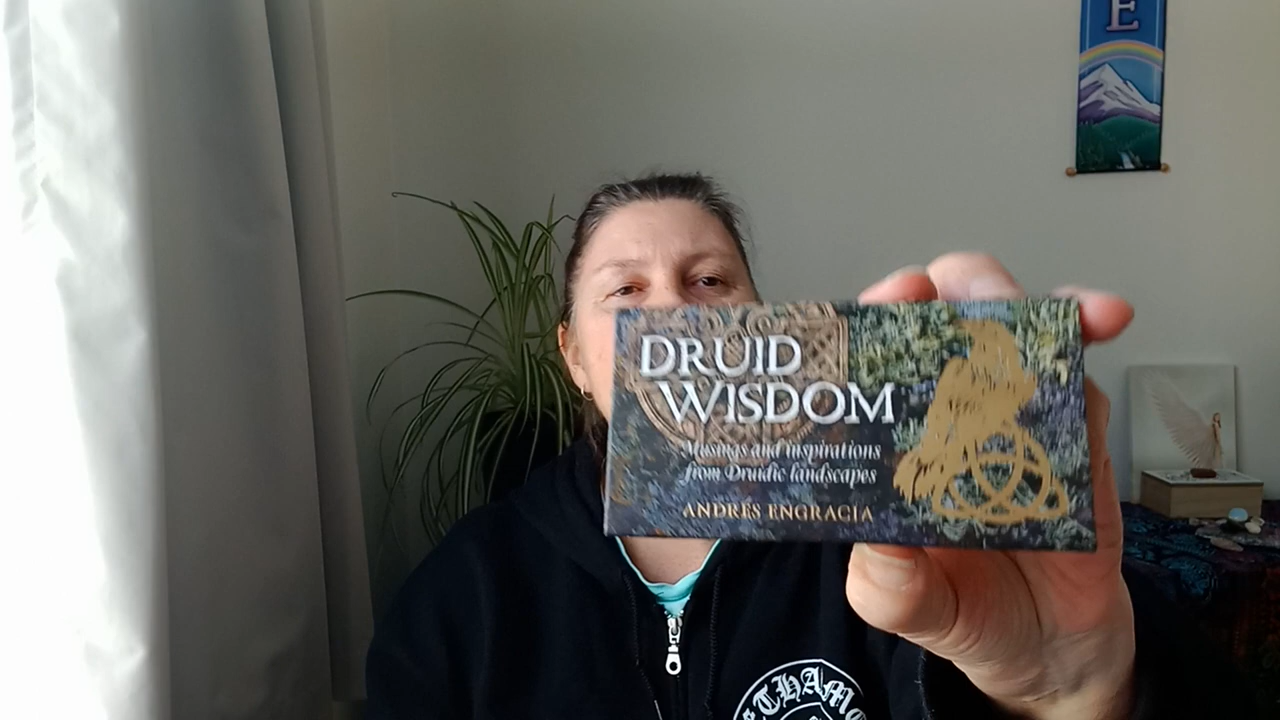 E
DRUID
WISDOM
Musings and inspirations
from Druidic landscapes
ANDRÉS ENGRACIA